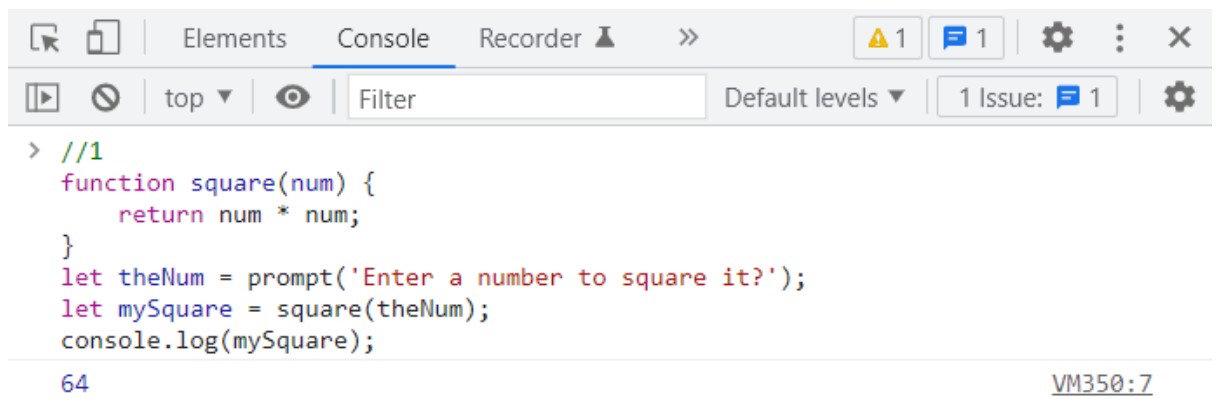 Elements Console Recorder » 1 1
top ▼ Filter Default levels ▼ 1 Issue: 1
> //1
function square(num) {
    return num * num;
}
let theNum = prompt('Enter a number to square it?');
let mySquare = square(theNum);
console.log(mySquare);
64 VM350:7